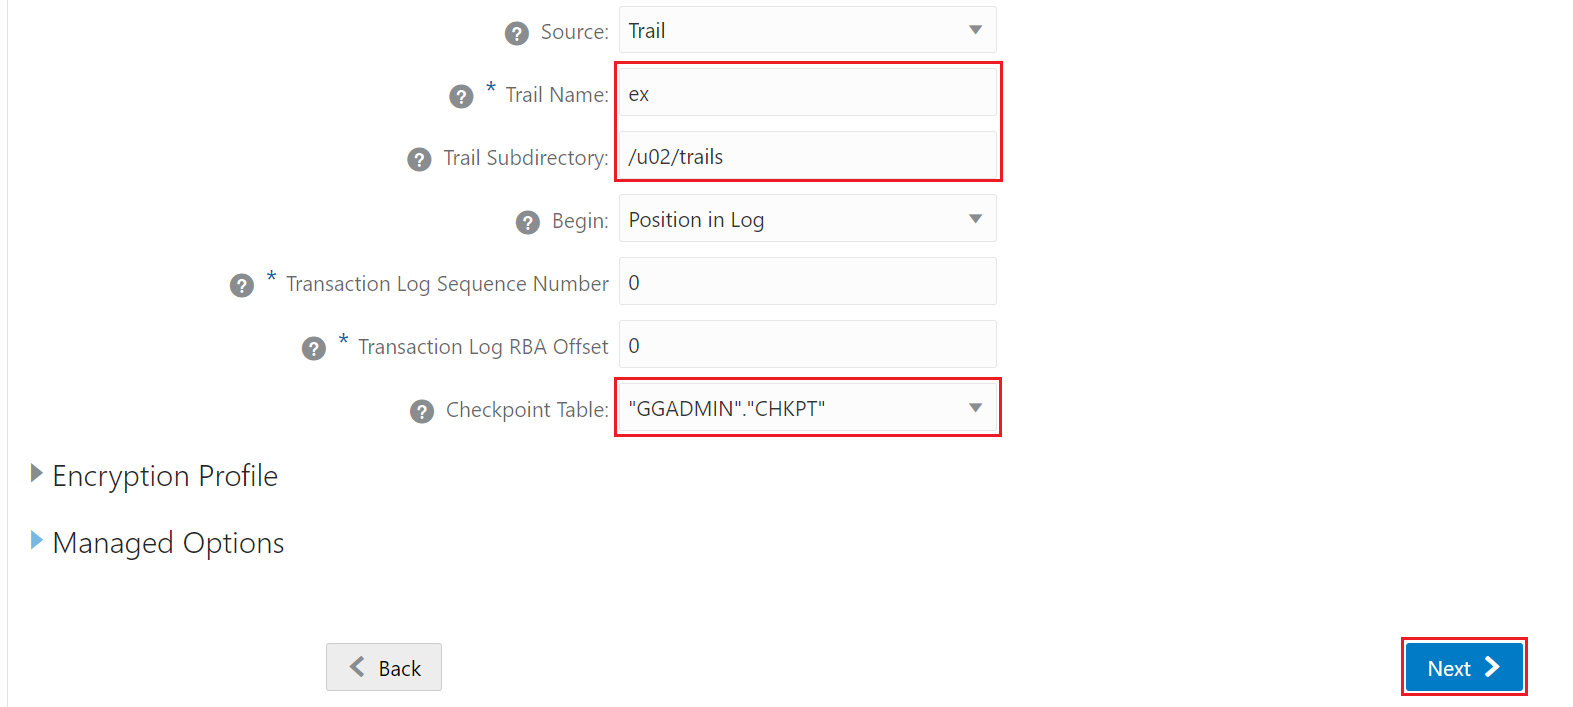 ? Source: Trail
? * Trail Name: ex
? Trail Subdirectory: /u02/trails
? Begin: Position in Log
? * Transaction Log Sequence Number 0
? * Transaction Log RBA Offset 0
? Checkpoint Table: "GGADMIN"."CHKPT"
Encryption Profile
Managed Options
Back Next